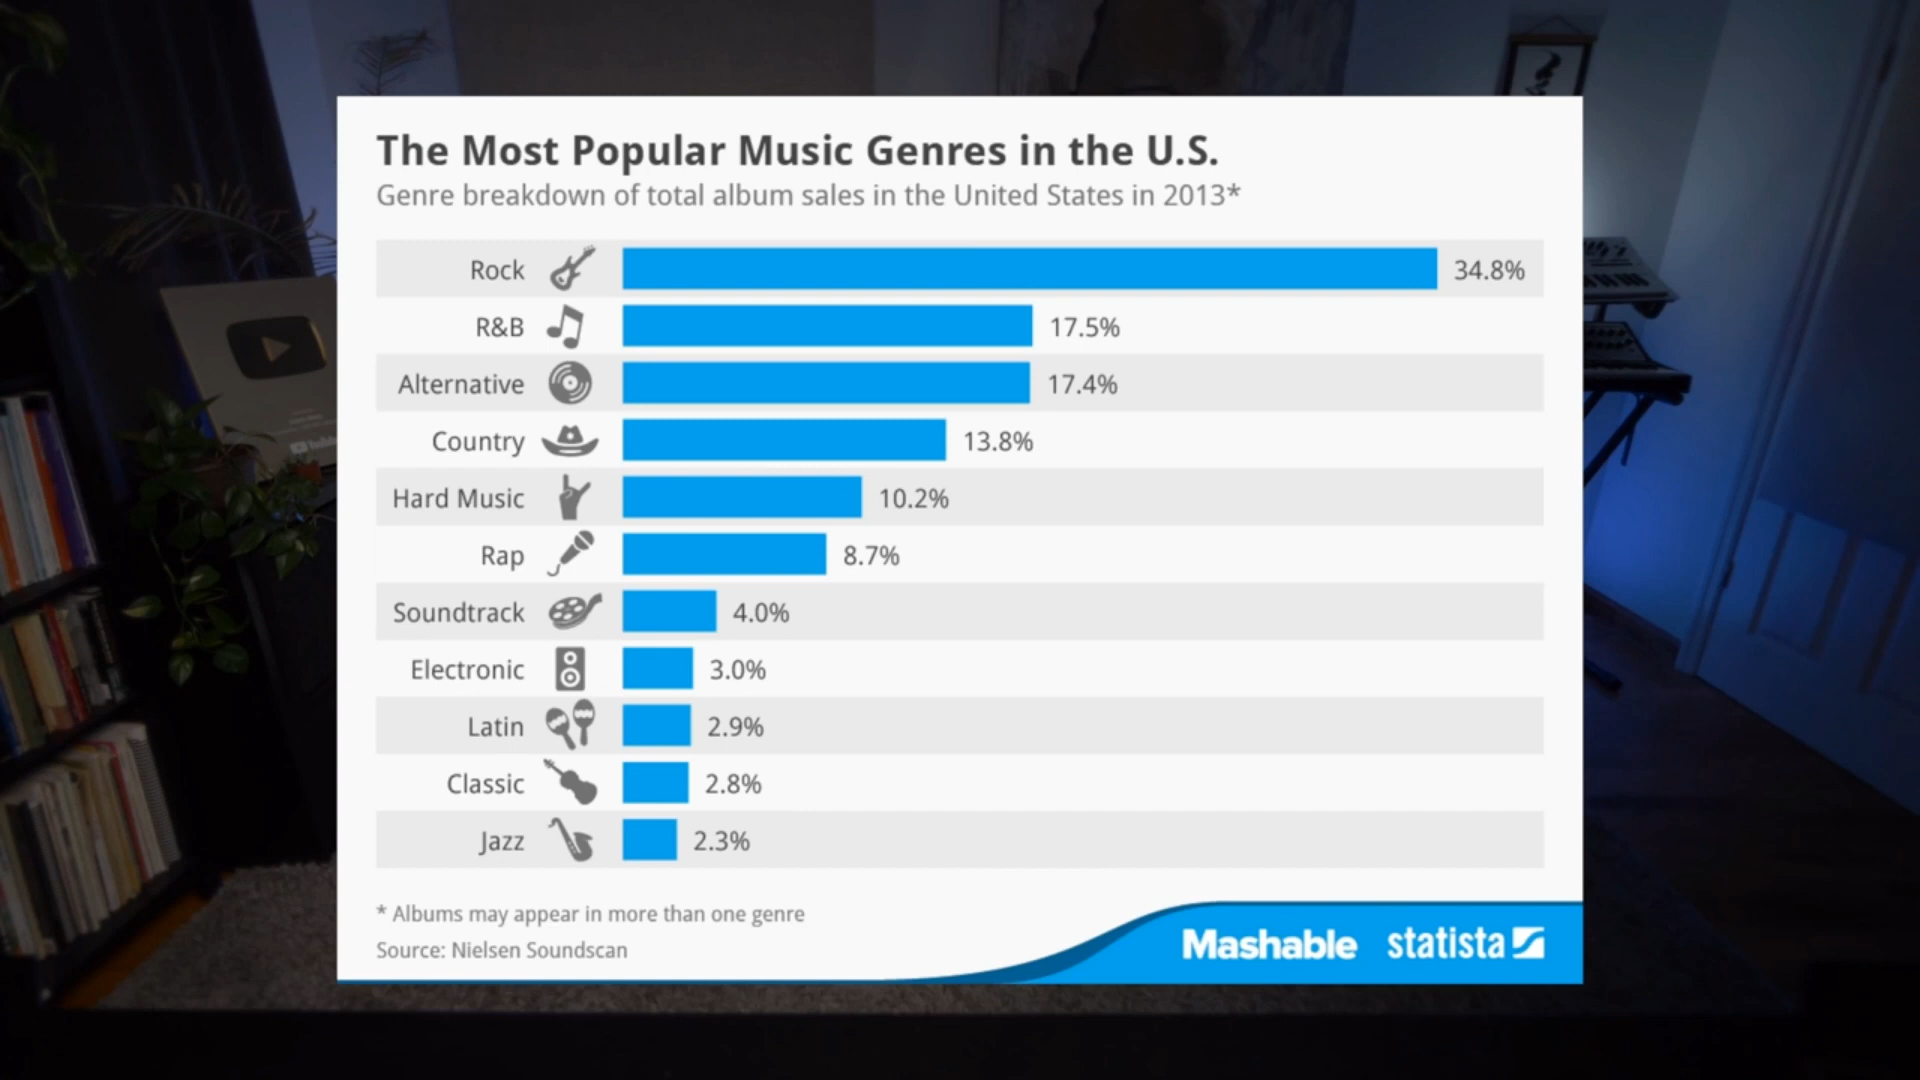 The Most Popular Music Genres in the U.S.
Genre breakdown of total album sales in the United States in 2013*
Rock 34.8%
R&B 17.5%
Alternative 17.4%
Country 13.8%
Hard Music 10.2%
Rap 8.7%
Soundtrack 4.0%
Electronic 3.0%
Latin 2.9%
Classic 2.8%
Jazz 2.3%
* Albums may appear in more than one genre
Source: Nielsen Soundscan
Mashable statista